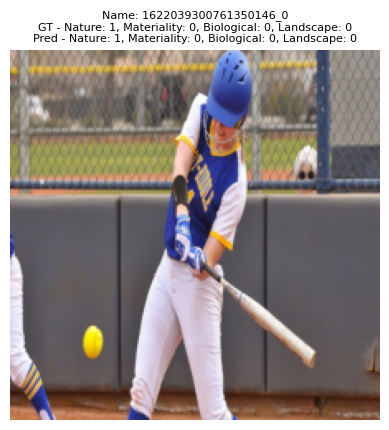 Name: 1622039300761350146_0
GT - Nature: 1, Materiality: 0, Biological: 0, Landscape: 0
Pred - Nature: 1, Materiality: 0, Biological: 0, Landscape: 0